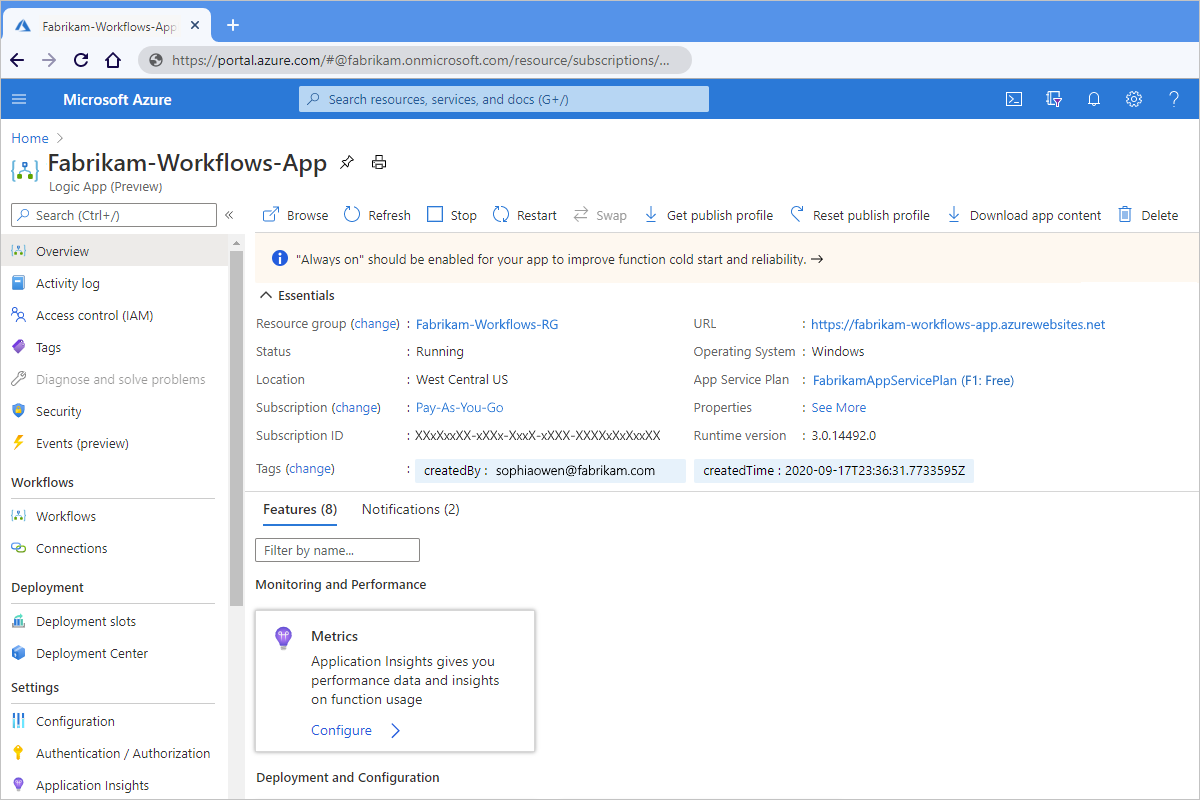 Fabrikam-Workflows-App
https://portal.azure.com/#@fabrikam.onmicrosoft.com/resource/subscriptions/...
Microsoft Azure
Search resources, services, and docs (G+/)
Home
Fabrikam-Workflows-App
Logic App (Preview)
Search (Ctrl+/)
Overview
Activity log
Access control (IAM)
Tags
Diagnose and solve problems
Security
Events (preview)
Workflows
Workflows
Connections
Deployment
Deployment slots
Deployment Center
Settings
Configuration
Authentication / Authorization
Application Insights
Browse Refresh Stop Restart Swap Get publish profile Reset publish profile Download app content Delete
"Always on" should be enabled for your app to improve function cold start and reliability. →
Essentials
Resource group (change) : Fabrikam-Workflows-RG
Status : Running
Location : West Central US
Subscription (change) : Pay-As-You-Go
Subscription ID : XXxXxxXX-xXXx-XxxX-xXXX-XXXXxXxXxxXX
URL : https://fabrikam-workflows-app.azurewebsites.net
Operating System : Windows
App Service Plan : FabrikamAppServicePlan (F1: Free)
Properties : See More
Runtime version : 3.0.14492.0
Tags (change) : createdBy : sophiaowen@fabrikam.com createdTime : 2020-09-17T23:36:31.7733595Z
Features (8) Notifications (2)
Filter by name...
Monitoring and Performance
Metrics
Application Insights gives you
performance data and insights
on function usage
Configure
Deployment and Configuration